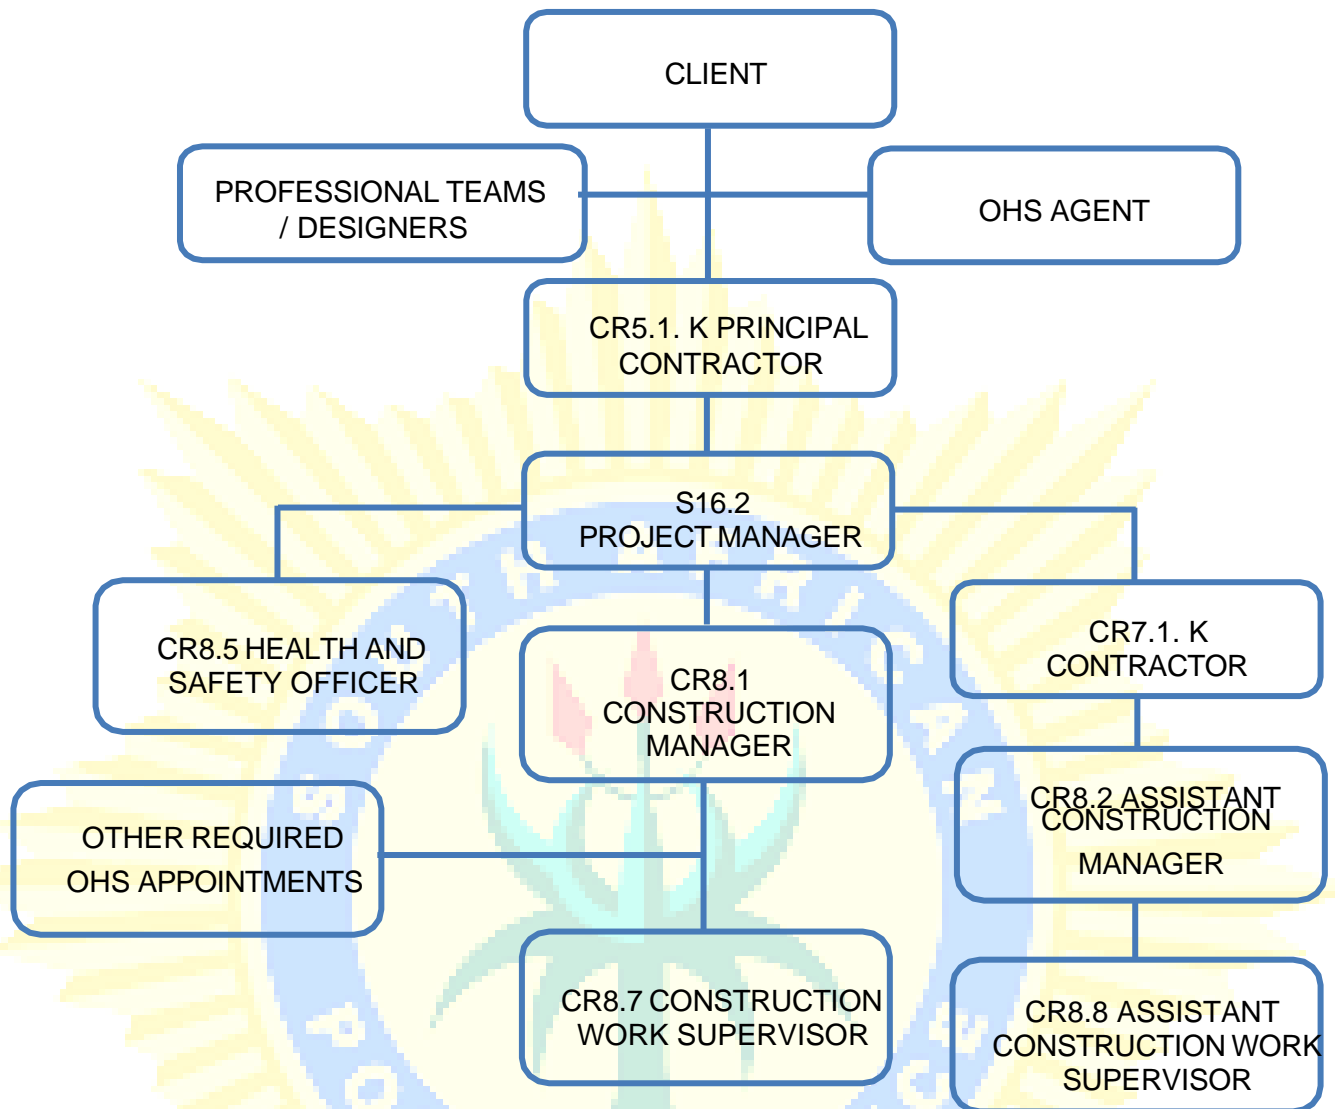 CLIENT
PROFESSIONAL TEAMS
/ DESIGNERS
OHS AGENT
CR5.1. K PRINCIPAL
CONTRACTOR
S16.2
PROJECT MANAGER
CR8.5 HEALTH AND
SAFETY OFFICER
CR8.1
CONSTRUCTION
MANAGER
CR7.1. K
CONTRACTOR
OTHER REQUIRED
OHS APPOINTMENTS
CR8.2 ASSISTANT
CONSTRUCTION
MANAGER
CR8.7 CONSTRUCTION
WORK SUPERVISOR
CR8.8 ASSISTANT
CONSTRUCTION WORK
SUPERVISOR
SOUTH AFRICAN